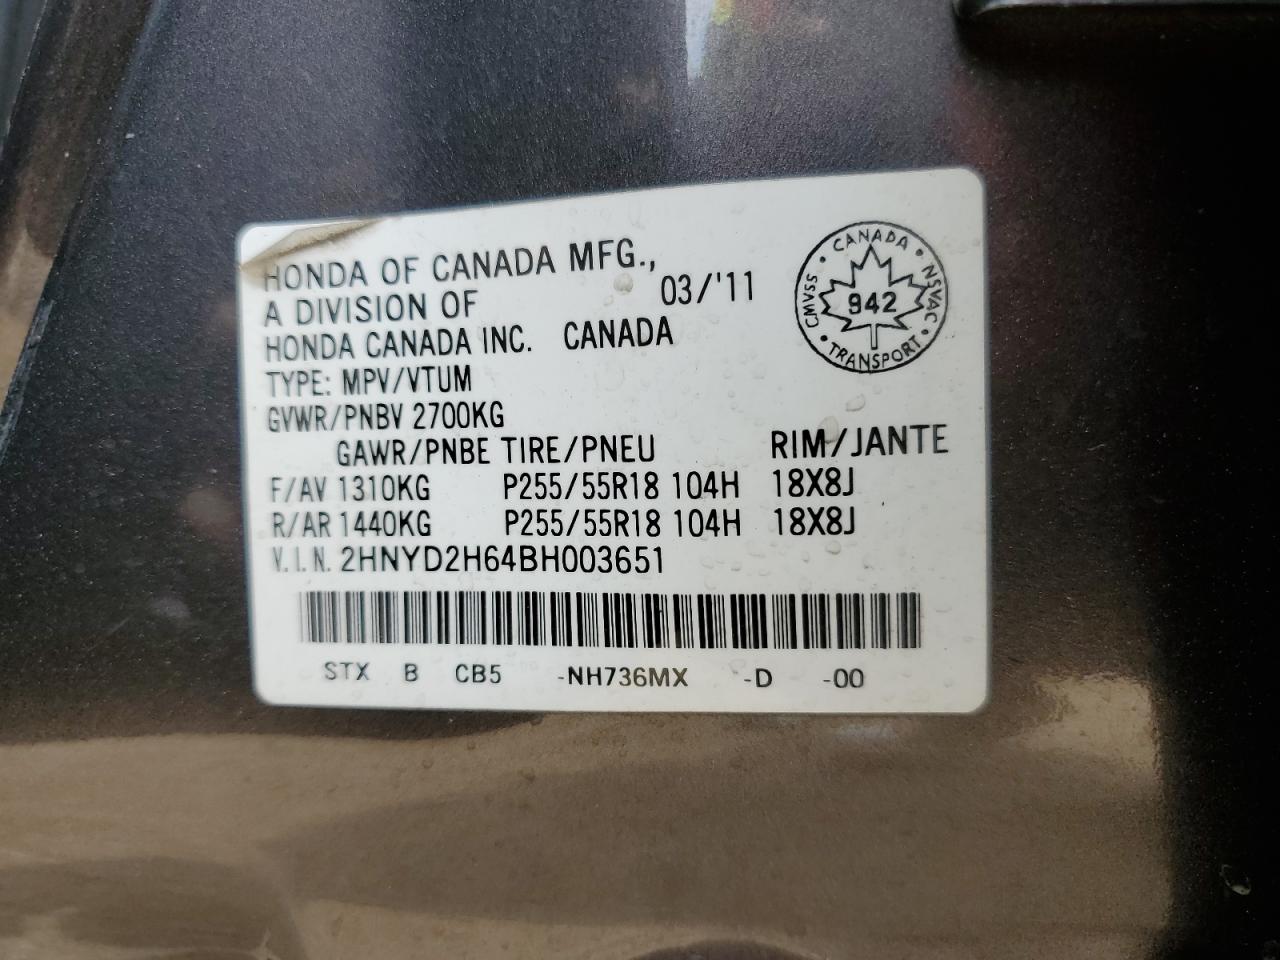 HONDA OF CANADA MFG.,
A DIVISION OF 03/'11
HONDA CANADA INC. CANADA
TYPE: MPV/VTUM
GVWR/PNBV 2700KG
GAWR/PNBE TIRE/PNEU RIM/JANTE
F/AV 1310KG P255/55R18 104H 18X8J
R/AR 1440KG P255/55R18 104H 18X8J
V.I.N. 2HNYD2H64BH003651
STX B CB5 -NH736MX -D -00
CANADA • NSVAC • TRANSPORT • CMVSS •
942